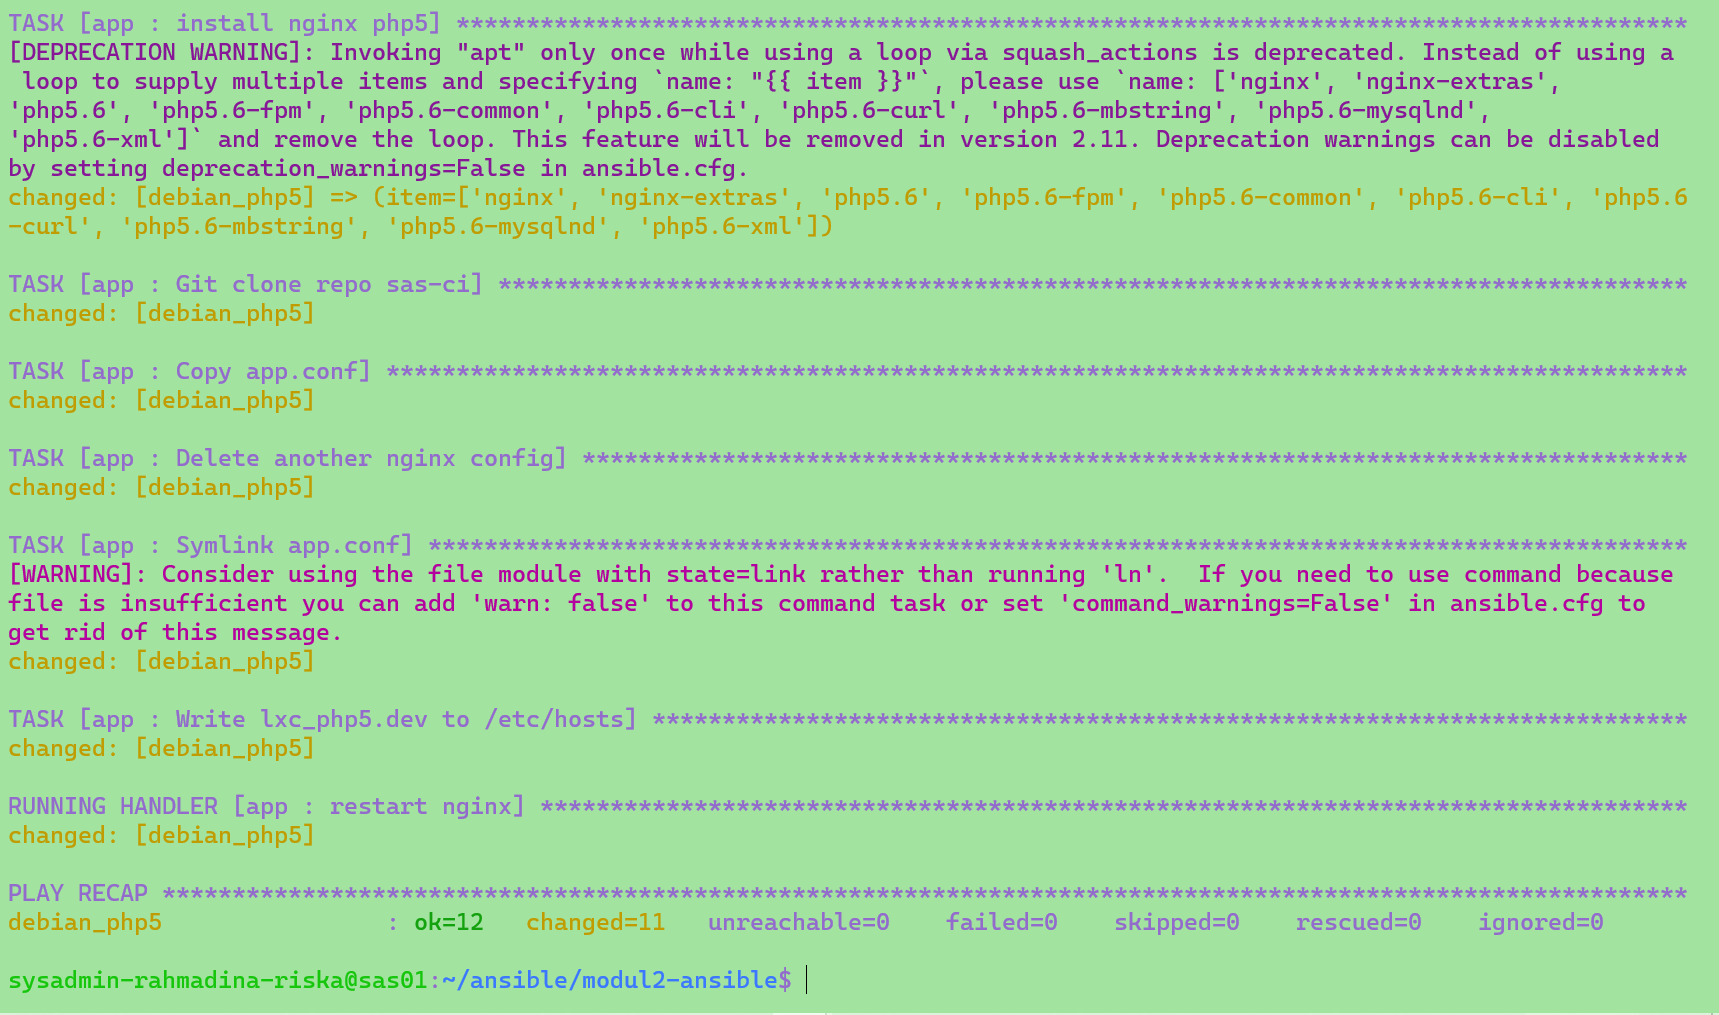 TASK [app : install nginx php5] ****************************************************************************************
[DEPRECATION WARNING]: Invoking "apt" only once while using a loop via squash_actions is deprecated. Instead of using a
 loop to supply multiple items and specifying `name: "{{ item }}"`, please use `name: ['nginx', 'nginx-extras',
'php5.6', 'php5.6-fpm', 'php5.6-common', 'php5.6-cli', 'php5.6-curl', 'php5.6-mbstring', 'php5.6-mysqlnd',
'php5.6-xml']` and remove the loop. This feature will be removed in version 2.11. Deprecation warnings can be disabled
by setting deprecation_warnings=False in ansible.cfg.
changed: [debian_php5] => (item=['nginx', 'nginx-extras', 'php5.6', 'php5.6-fpm', 'php5.6-common', 'php5.6-cli', 'php5.6
-curl', 'php5.6-mbstring', 'php5.6-mysqlnd', 'php5.6-xml'])
TASK [app : Git clone repo sas-ci] *************************************************************************************
changed: [debian_php5]
TASK [app : Copy app.conf] *********************************************************************************************
changed: [debian_php5]
TASK [app : Delete another nginx config] *******************************************************************************
changed: [debian_php5]
TASK [app : Symlink app.conf] ******************************************************************************************
[WARNING]: Consider using the file module with state=link rather than running 'ln'.  If you need to use command because
file is insufficient you can add 'warn: false' to this command task or set 'command_warnings=False' in ansible.cfg to
get rid of this message.
changed: [debian_php5]
TASK [app : Write lxc_php5.dev to /etc/hosts] **************************************************************************
changed: [debian_php5]
RUNNING HANDLER [app : restart nginx] **********************************************************************************
changed: [debian_php5]
PLAY RECAP *************************************************************************************************************
debian_php5                : ok=12   changed=11   unreachable=0    failed=0    skipped=0    rescued=0    ignored=0
sysadmin-rahmadina-riska@sas01:~/ansible/modul2-ansible$